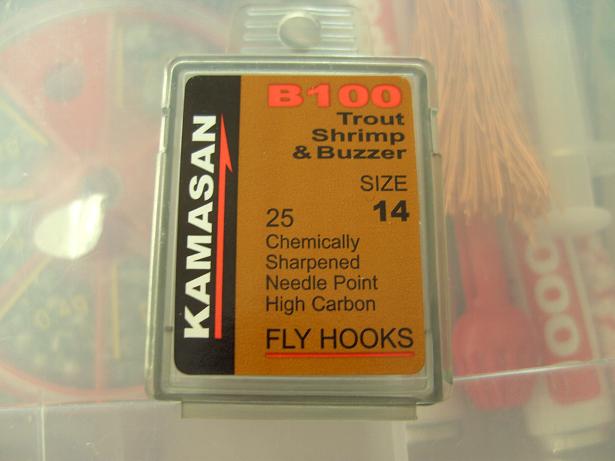 KAMASAN
B100
Trout
Shrimp
& Buzzer
SIZE
14
25
Chemically
Sharpened
Needle Point
High Carbon
FLY HOOKS